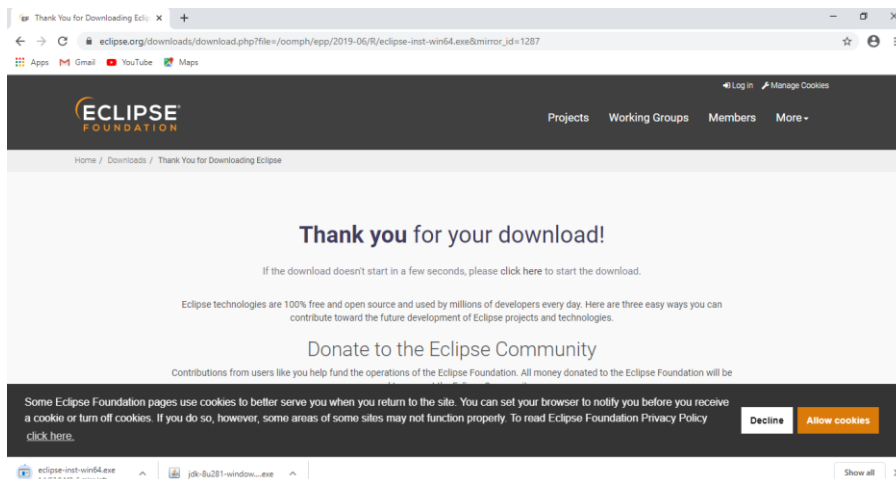 Thank You for Downloading Eclip
eclipse.org/downloads/download.php?file=/oomph/epp/2019-06/R/eclipse-inst-win64.exe&mirror_id=1287
Apps Gmail YouTube Maps
Log in Manage Cookies
ECLIPSE
FOUNDATION
Projects Working Groups Members More
Home / Downloads / Thank You for Downloading Eclipse
Thank you for your download!
If the download doesn't start in a few seconds, please click here to start the download.
Eclipse technologies are 100% free and open source and used by millions of developers every day. Here are three easy ways you can
contribute toward the future development of Eclipse projects and technologies.
Donate to the Eclipse Community
Contributions from users like you help fund the operations of the Eclipse Foundation. All money donated to the Eclipse Foundation will be
Some Eclipse Foundation pages use cookies to better serve you when you return to the site. You can set your browser to notify you before you receive
a cookie or turn off cookies. If you do so, however, some areas of some sites may not function properly. To read Eclipse Foundation Privacy Policy
click here.
Decline Allow cookies
eclipse-inst-win64.exe jdk-8u281-window....exe Show all